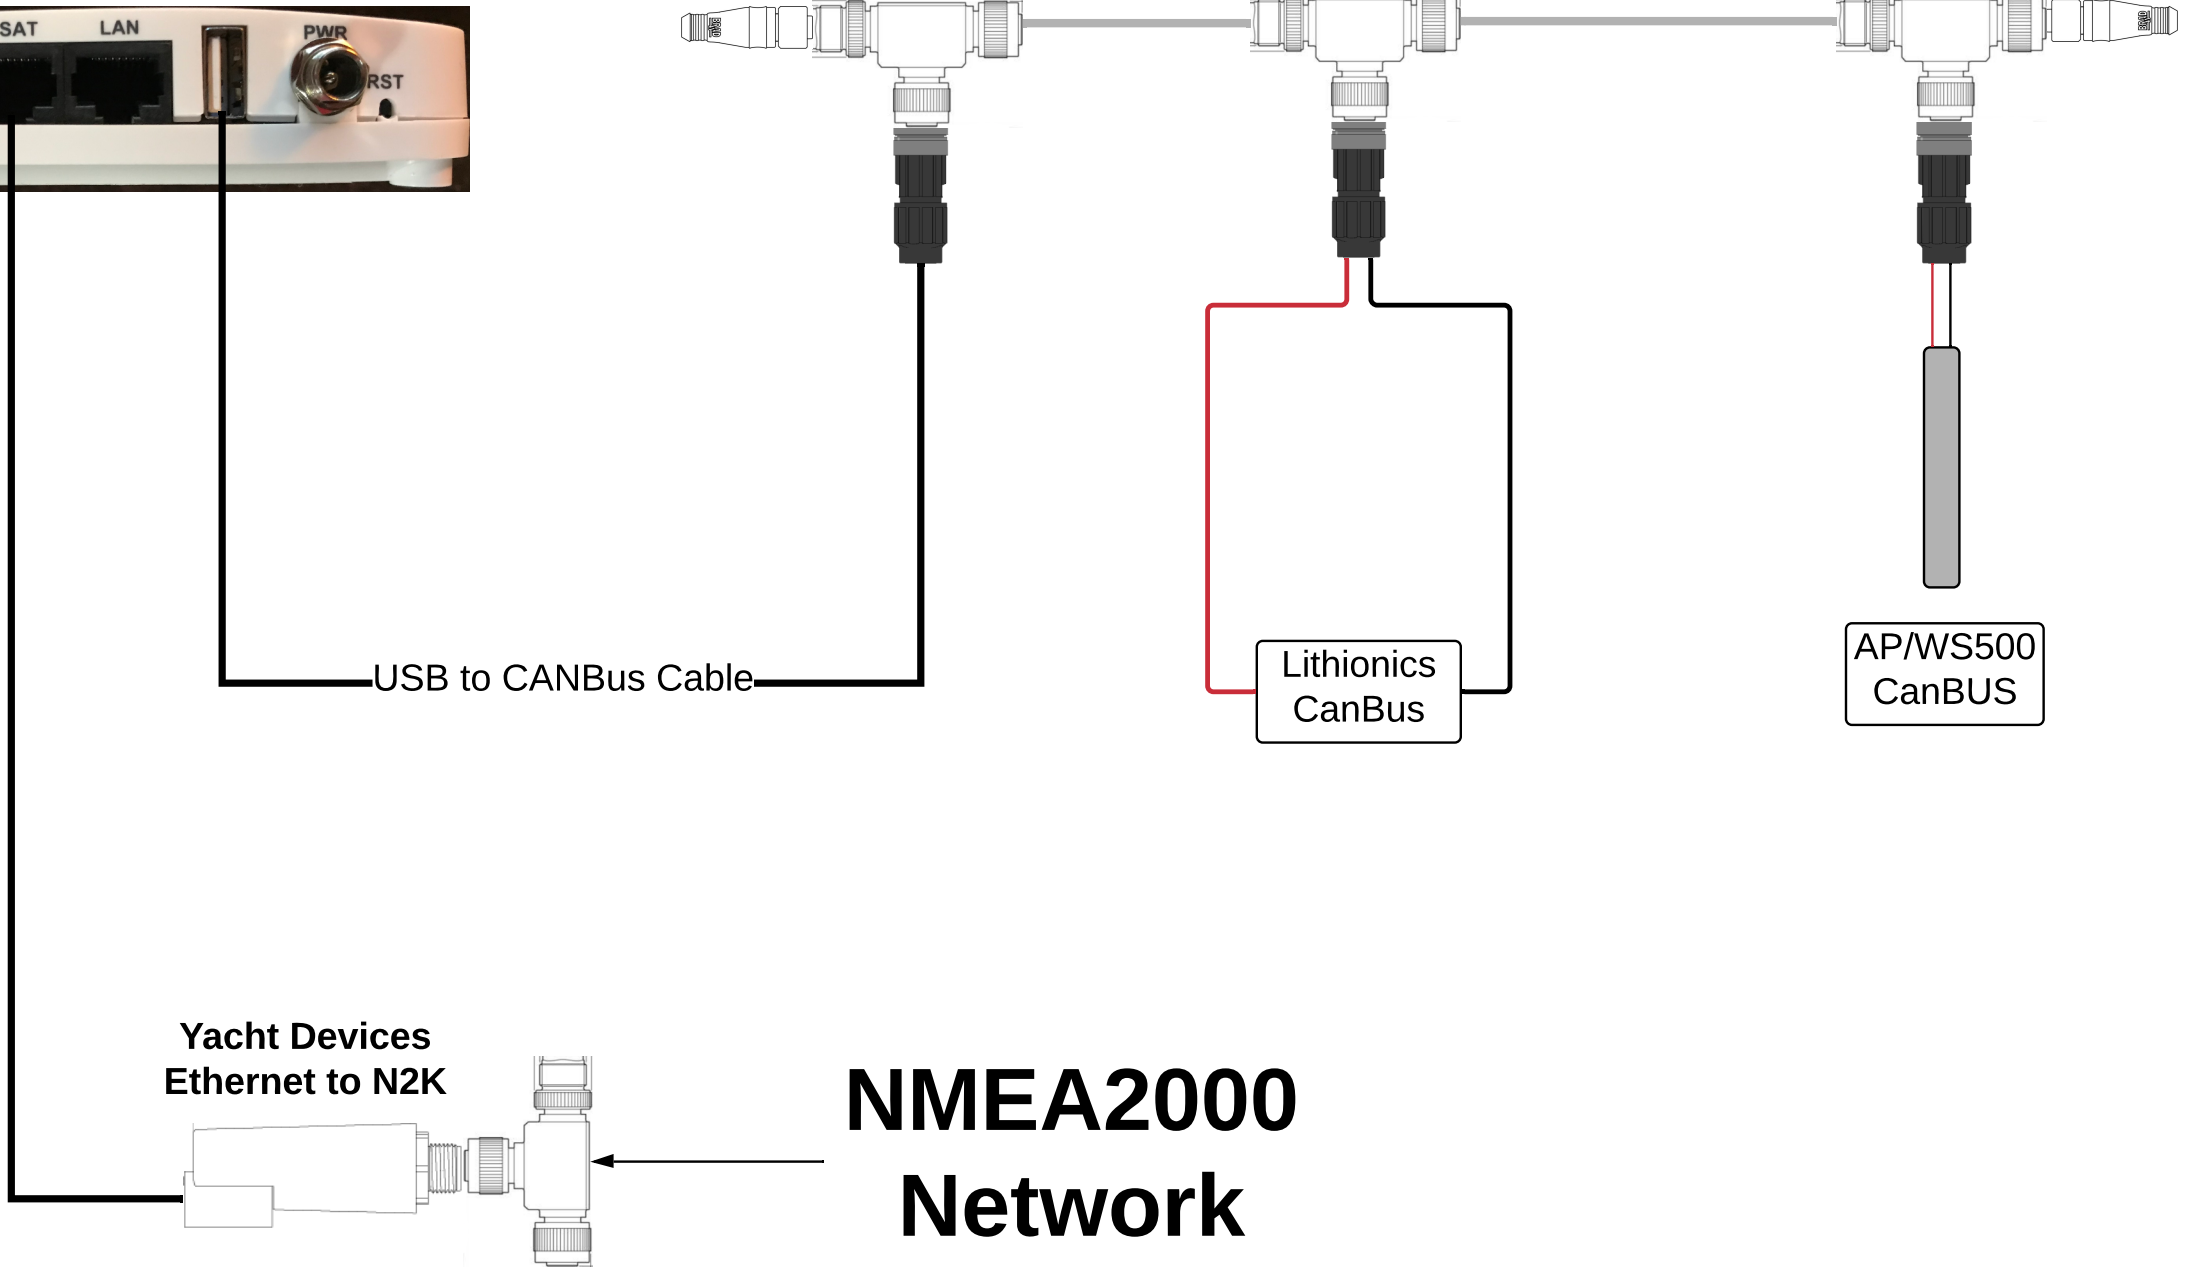 SAT
LAN
PWR
RST
USB to CANBus Cable
Lithionics
CanBus
AP/WS500
CanBUS
Yacht Devices
Ethernet to N2K
NMEA2000
Network